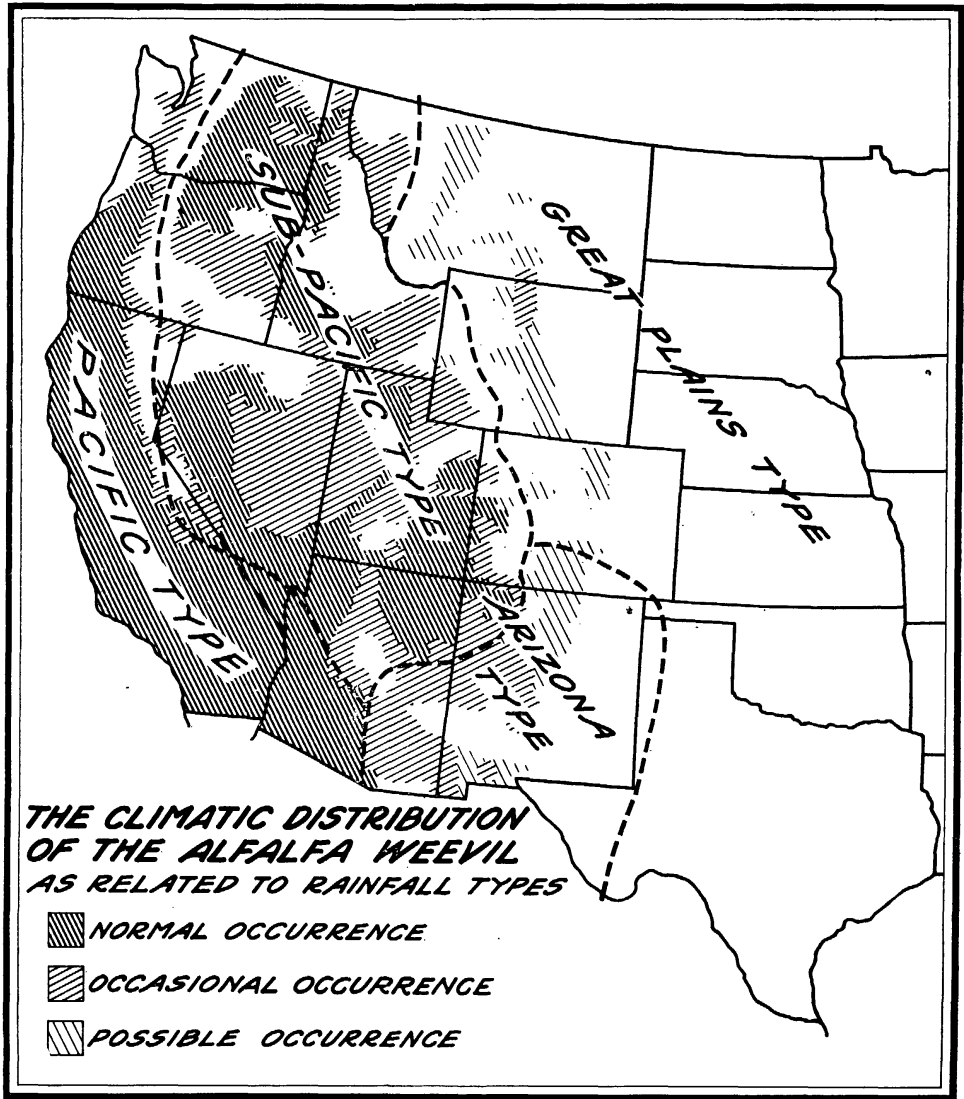 SUB-PACIFIC TYPE
GREAT PLAINS TYPE
PACIFIC TYPE
ARIZONA
TYPE
THE CLIMATIC DISTRIBUTION
OF THE ALFALFA WEEVIL
AS RELATED TO RAINFALL TYPES
NORMAL OCCURRENCE
OCCASIONAL OCCURRENCE
POSSIBLE OCCURRENCE